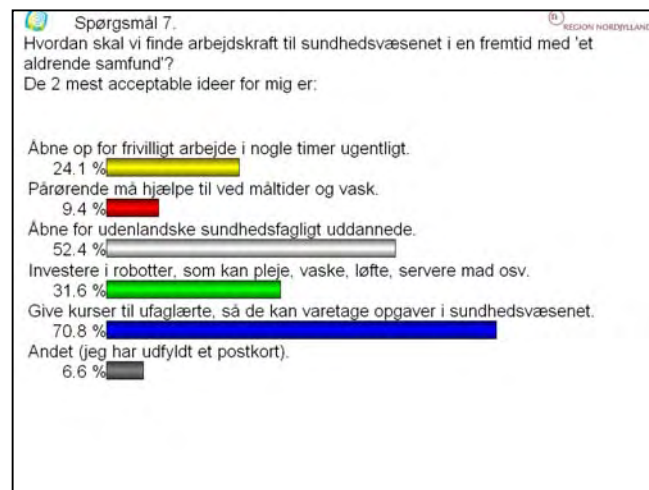 Spørgsmål 7.
REGION NORDJYLLAND
Hvordan skal vi finde arbejdskraft til sundhedsvæsenet i en fremtid med 'et
aldrende samfund'?
De 2 mest acceptable ideer for mig er:
Åbne op for frivilligt arbejde i nogle timer ugentligt.
24.1 %
Pårørende må hjælpe til ved måltider og vask.
9.4 %
Åbne for udenlandske sundhedsfagligt uddannede.
52.4 %
Investere i robotter, som kan pleje, vaske, løfte, servere mad osv.
31.6 %
Give kurser til ufaglærte, så de kan varetage opgaver i sundhedsvæsenet.
70.8 %
Andet (jeg har udfyldt et postkort).
6.6 %